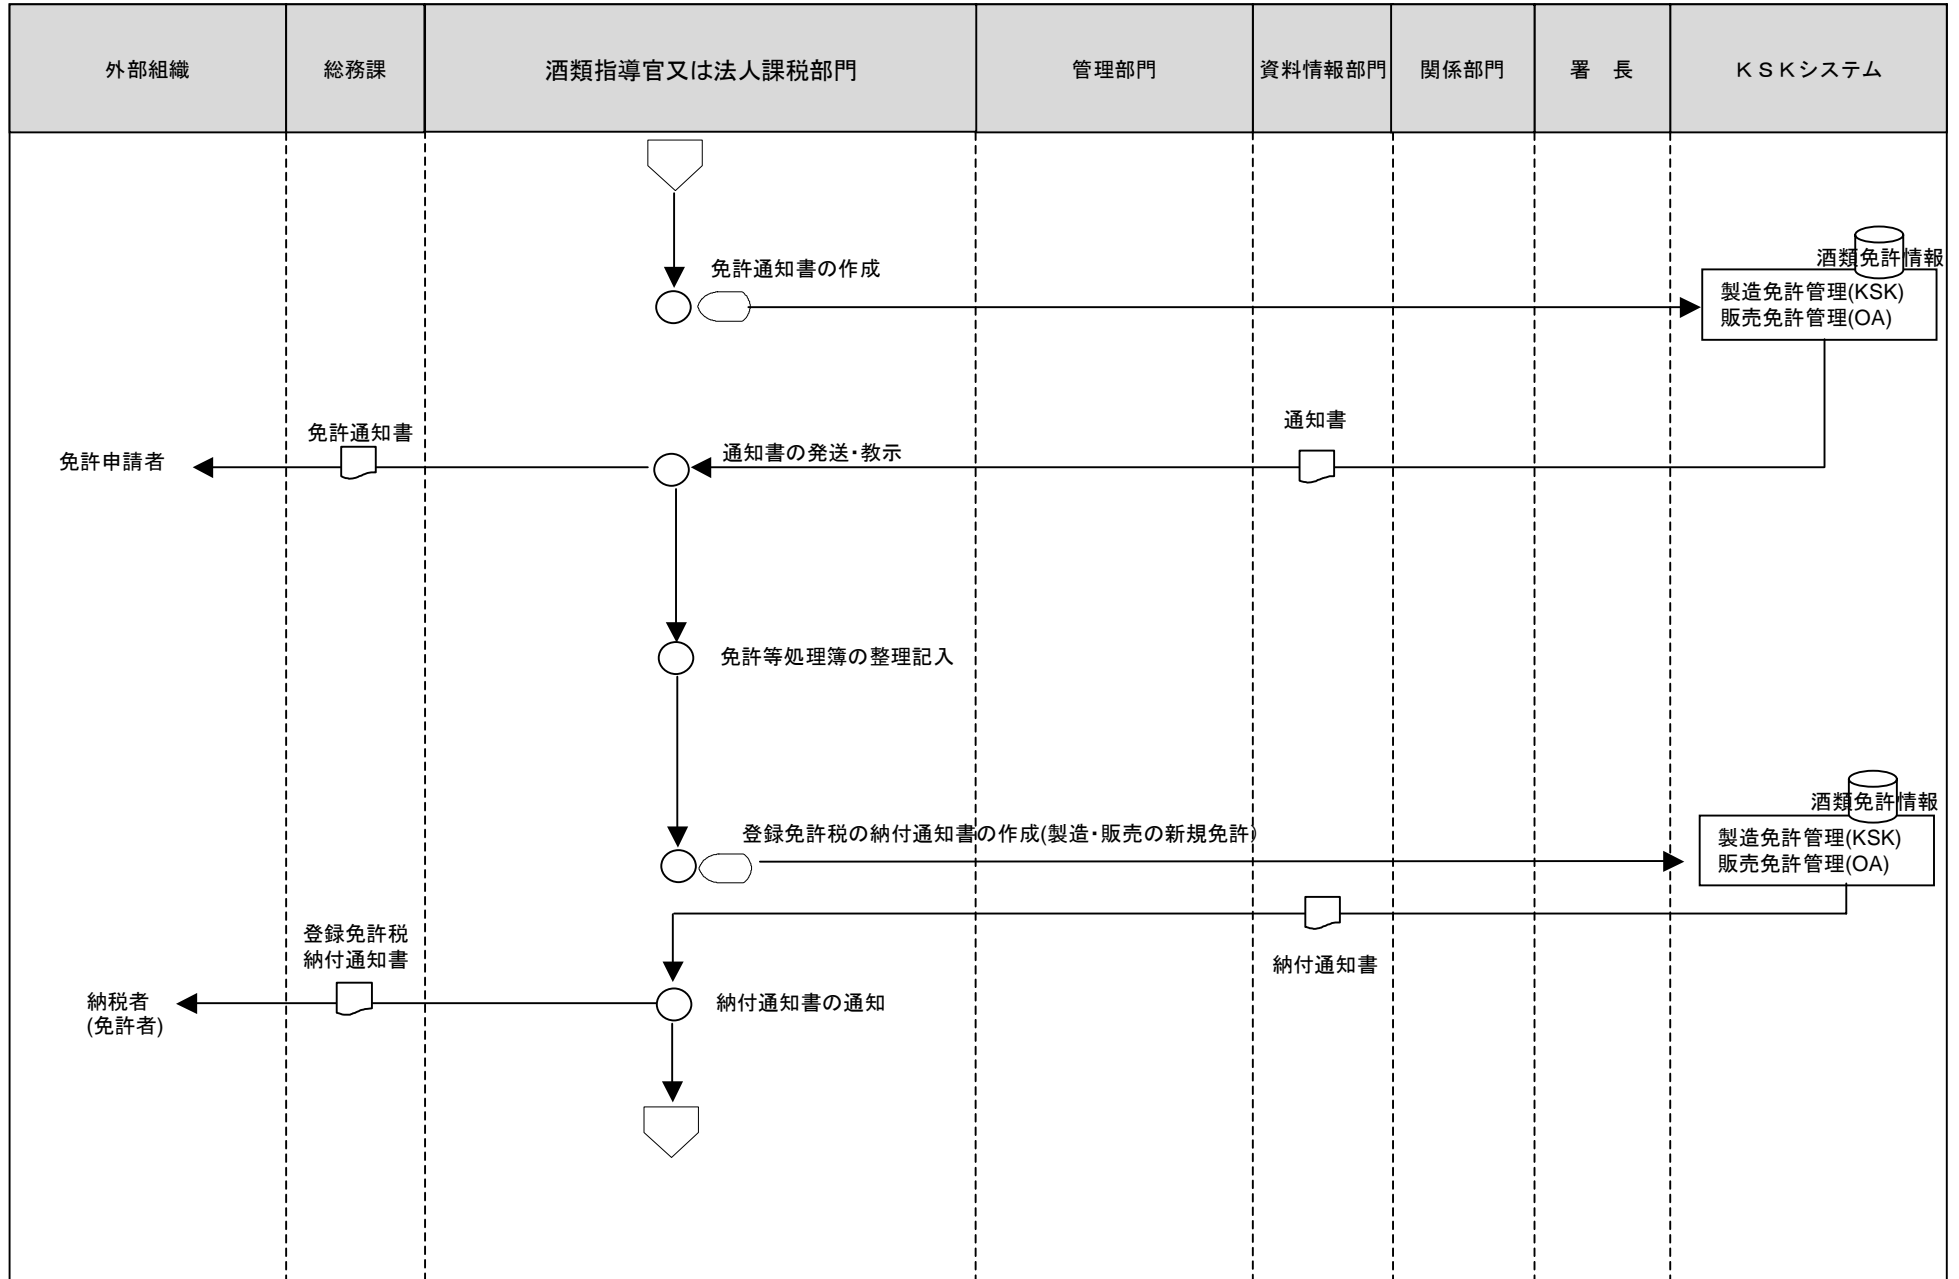 外部組織
総務課
酒類指導官又は法人課税部門
管理部門
資料情報部門
関係部門
署　長
ＫＳＫシステム
免許通知書の作成
酒類免許情報
製造免許管理(KSK)
販売免許管理(OA)
免許申請者
免許通知書
通知書の発送・教示
通知書
免許等処理簿の整理記入
登録免許税の納付通知書の作成(製造・販売の新規免許)
酒類免許情報
製造免許管理(KSK)
販売免許管理(OA)
登録免許税
納付通知書
納付通知書
納税者
(免許者)
納付通知書の通知